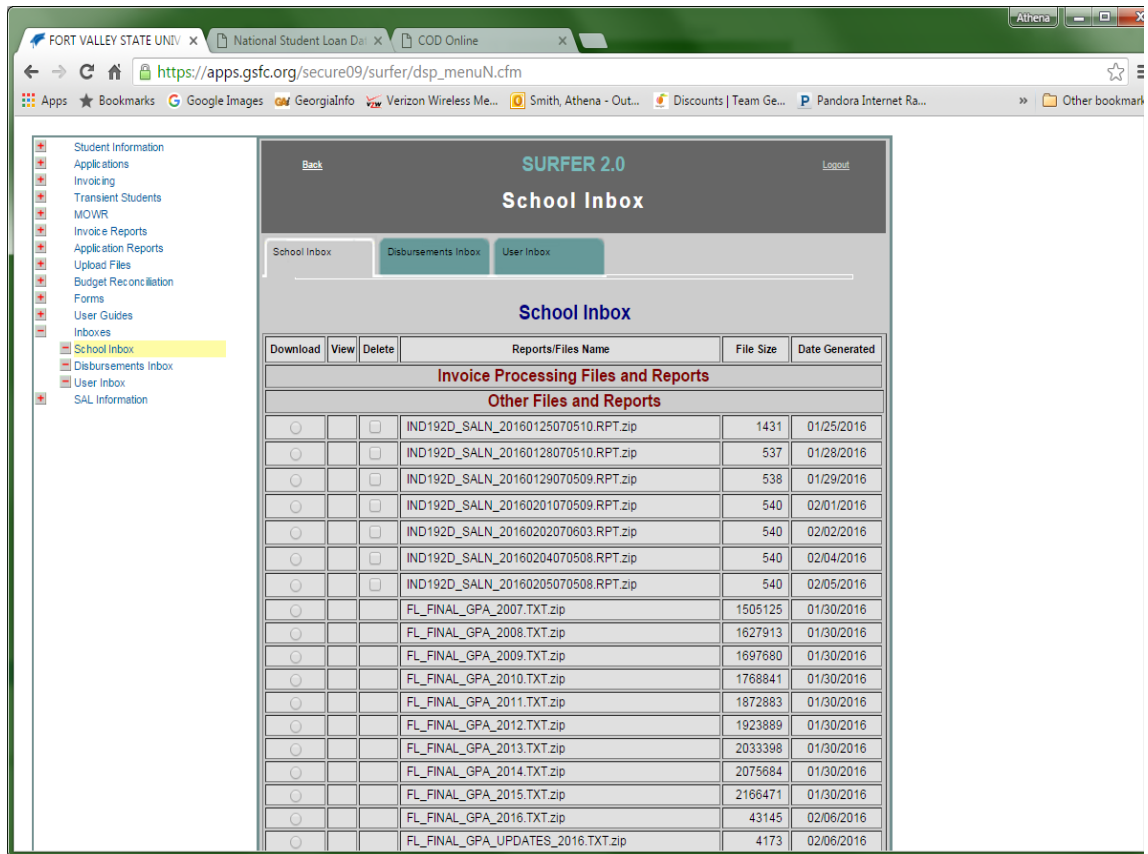 Athena
FORT VALLEY STATE UNIV
National Student Loan Dat
COD Online
https://apps.gsfc.org/secure09/surfer/dsp_menuN.cfm
Apps Bookmarks Google Images GeorgiaInfo Verizon Wireless Me... Smith, Athena - Out... Discounts | Team Ge... Pandora Internet Ra... » Other bookmark
Student Information
Applications
Invoicing
Transient Students
MOWR
Invoice Reports
Application Reports
Upload Files
Budget Reconciliation
Forms
User Guides
Inboxes
School Inbox
Disbursements Inbox
User Inbox
SAL Information
Back SURFER 2.0 Logout
School Inbox
School Inbox Disbursements Inbox User Inbox
School Inbox
Download View Delete Reports/Files Name File Size Date Generated
Invoice Processing Files and Reports
Other Files and Reports
IND192D_SALN_20160125070510.RPT.zip 1431 01/25/2016
IND192D_SALN_20160128070510.RPT.zip 537 01/28/2016
IND192D_SALN_20160129070509.RPT.zip 538 01/29/2016
IND192D_SALN_20160201070509.RPT.zip 540 02/01/2016
IND192D_SALN_20160202070603.RPT.zip 540 02/02/2016
IND192D_SALN_20160204070508.RPT.zip 540 02/04/2016
IND192D_SALN_20160205070508.RPT.zip 540 02/05/2016
FL_FINAL_GPA_2007.TXT.zip 1505125 01/30/2016
FL_FINAL_GPA_2008.TXT.zip 1627913 01/30/2016
FL_FINAL_GPA_2009.TXT.zip 1697680 01/30/2016
FL_FINAL_GPA_2010.TXT.zip 1768841 01/30/2016
FL_FINAL_GPA_2011.TXT.zip 1872883 01/30/2016
FL_FINAL_GPA_2012.TXT.zip 1923889 01/30/2016
FL_FINAL_GPA_2013.TXT.zip 2033398 01/30/2016
FL_FINAL_GPA_2014.TXT.zip 2075684 01/30/2016
FL_FINAL_GPA_2015.TXT.zip 2166471 01/30/2016
FL_FINAL_GPA_2016.TXT.zip 43145 02/06/2016
FL_FINAL_GPA_UPDATES_2016.TXT.zip 4173 02/06/2016